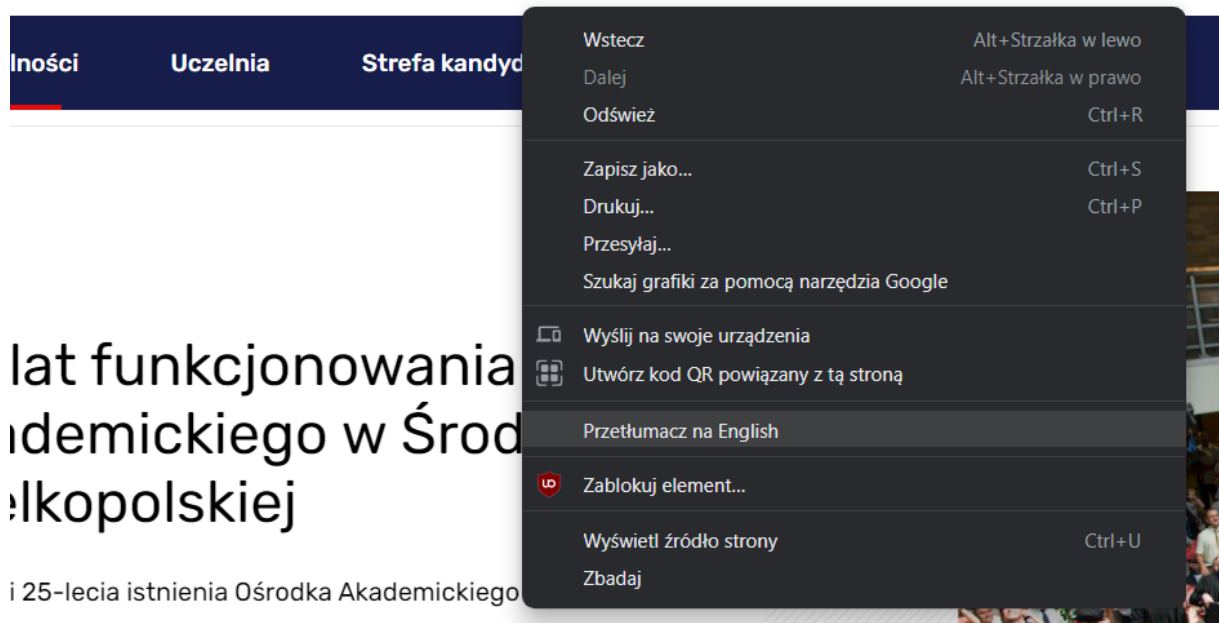 lności Uczelnia Strefa kandyd
Wstecz Alt+Strzałka w lewo
Dalej Alt+Strzałka w prawo
Odśwież Ctrl+R
Zapisz jako... Ctrl+S
Drukuj... Ctrl+P
Przesyłaj...
Szukaj grafiki za pomocą narzędzia Google
Wyślij na swoje urządzenia
Utwórz kod QR powiązany z tą stroną
Przetłumacz na English
Zablokuj element...
Wyświetl źródło strony Ctrl+U
Zbadaj
lat funkcjonowania
ademickiego w Środ
elkopolskiej
i 25-lecia istnienia Ośrodka Akademickiego